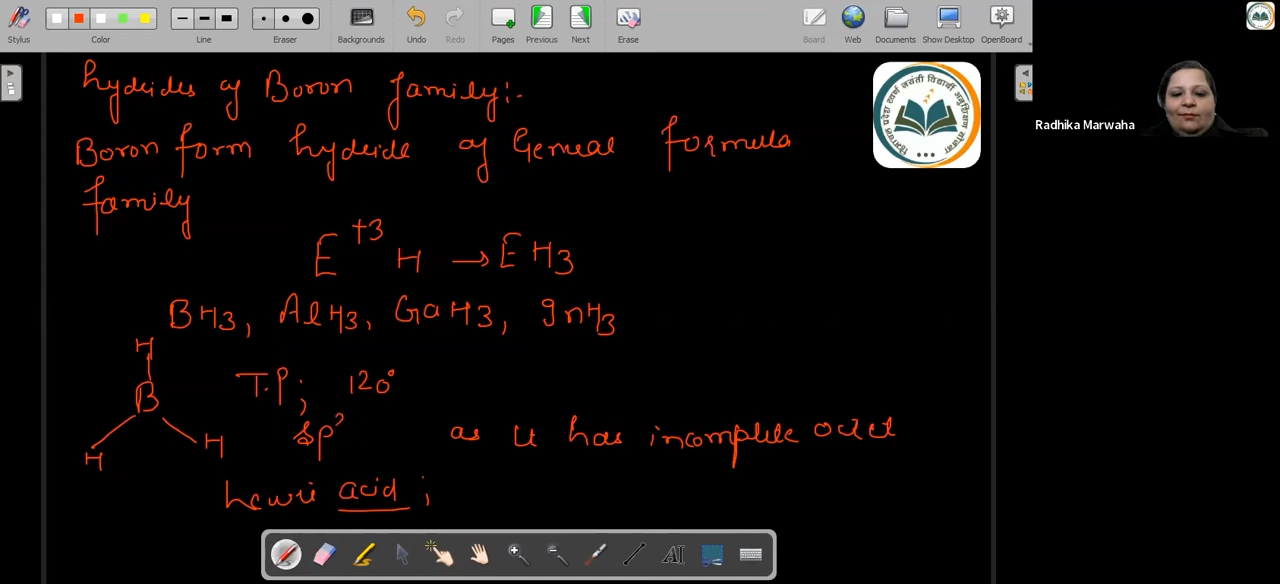 Stylus
Color
Line
Eraser
Backgrounds
Undo
Redo
Pages
Previous
Next
Erase
Board
Web
Documents
Show Desktop
OpenBoard
Radhika Marwaha
hydrides of Boron family:-
Boron form hydride of General formula
family
E+3 H → EH3
BH3, AlH3, GaH3, InH3
H
B
H
H
T.P; 120°
as it has incomplete octet
Lewis acid ;
AI